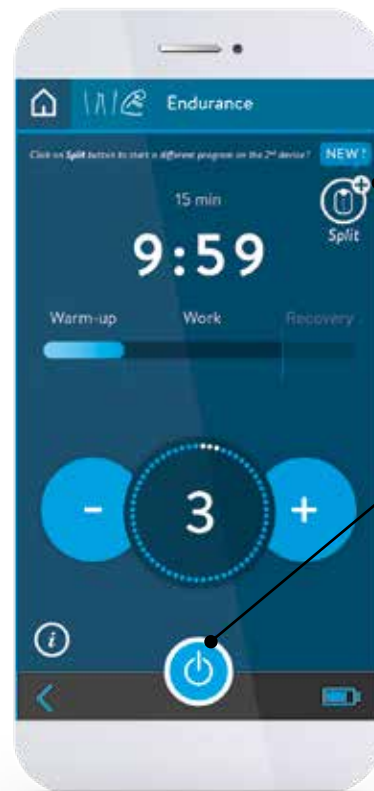 Endurance
Click on Split button to start a different program on the 2nd device? NEW!
15 min
Split
9:59
Warm-up Work Recovery
- 3 +
i